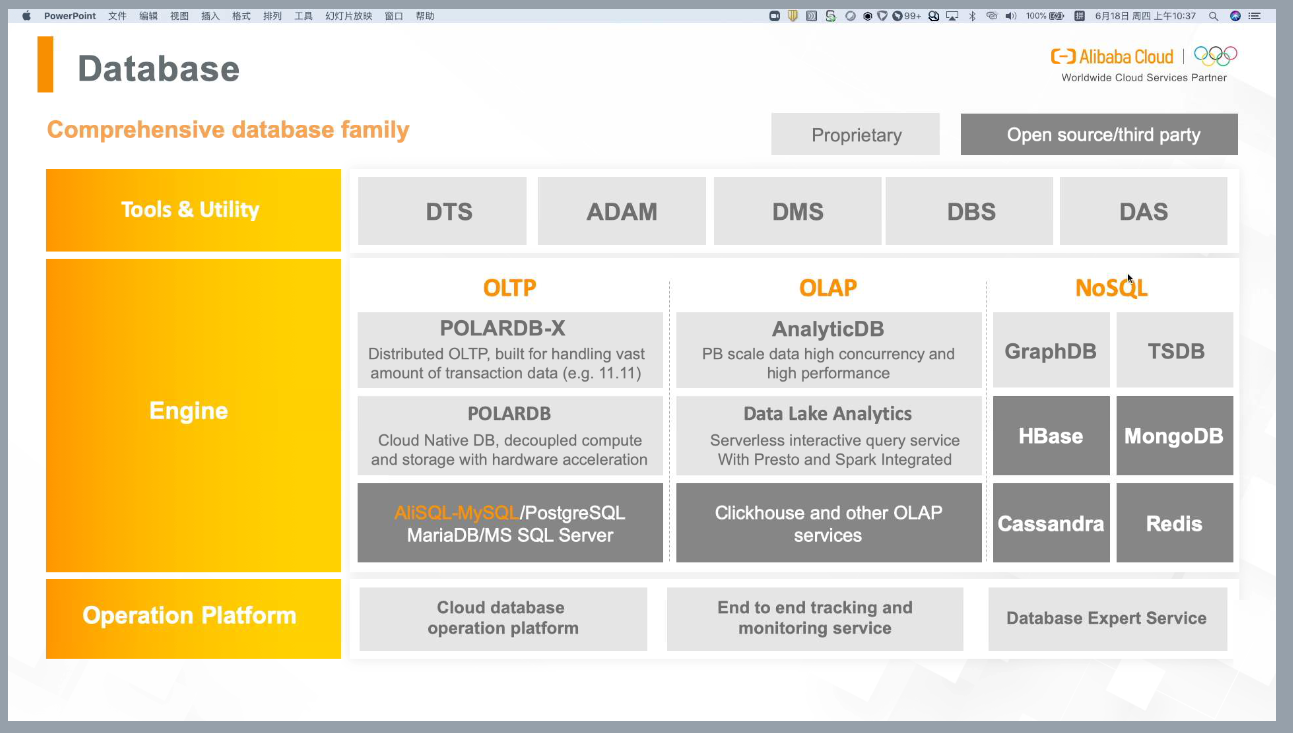 PowerPoint 文件 编辑 视图 插入 格式 排列 工具 幻灯片放映 窗口 帮助 99+ 100% 6月18日 周四 上午10:37
Database
Alibaba Cloud
Worldwide Cloud Services Partner
Comprehensive database family
Proprietary
Open source/third party
Tools & Utility
DTS
ADAM
DMS
DBS
DAS
Engine
OLTP
POLARDB-X
Distributed OLTP, built for handling vast
amount of transaction data (e.g. 11.11)
POLARDB
Cloud Native DB, decoupled compute
and storage with hardware acceleration
AliSQL-MySQL/PostgreSQL
MariaDB/MS SQL Server
OLAP
AnalyticDB
PB scale data high concurrency and
high performance
Data Lake Analytics
Serverless interactive query service
With Presto and Spark Integrated
Clickhouse and other OLAP
services
NoSQL
GraphDB
TSDB
HBase
MongoDB
Cassandra
Redis
Operation Platform
Cloud database
operation platform
End to end tracking and
monitoring service
Database Expert Service